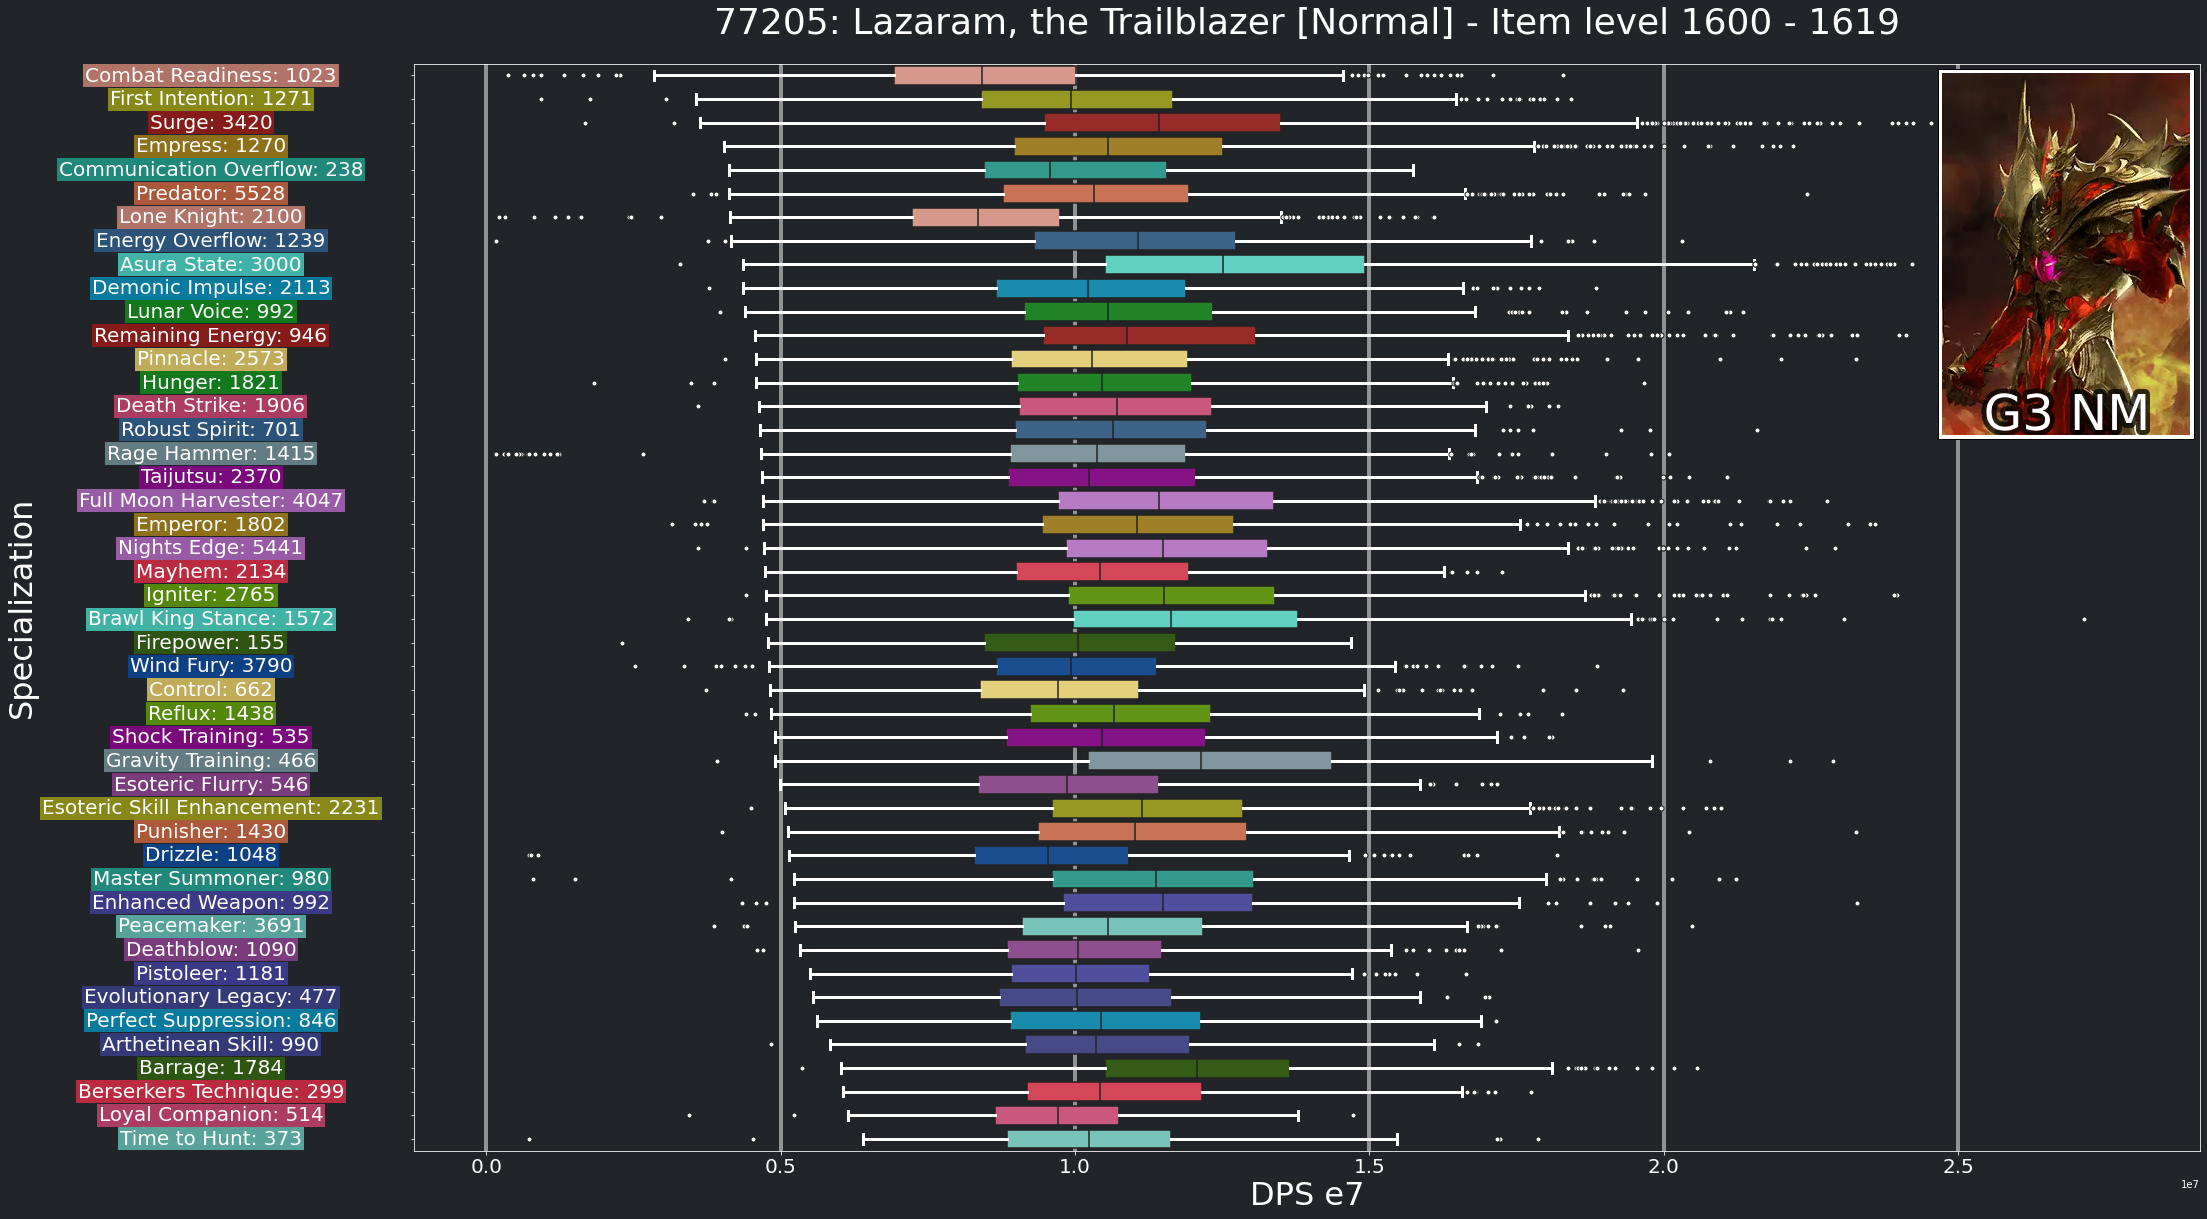 77205: Lazaram, the Trailblazer [Normal] - Item level 1600 - 1619
Combat Readiness: 1023
First Intention: 1271
Surge: 3420
Empress: 1270
Communication Overflow: 238
Predator: 5528
Lone Knight: 2100
Energy Overflow: 1239
Asura State: 3000
Demonic Impulse: 2113
Lunar Voice: 992
Remaining Energy: 946
Pinnacle: 2573
Hunger: 1821
Death Strike: 1906
Robust Spirit: 701
Rage Hammer: 1415
Taijutsu: 2370
Full Moon Harvester: 4047
Emperor: 1802
Nights Edge: 5441
Mayhem: 2134
Igniter: 2765
Brawl King Stance: 1572
Firepower: 155
Wind Fury: 3790
Control: 662
Reflux: 1438
Shock Training: 535
Gravity Training: 466
Esoteric Flurry: 546
Esoteric Skill Enhancement: 2231
Punisher: 1430
Drizzle: 1048
Master Summoner: 980
Enhanced Weapon: 992
Peacemaker: 3691
Deathblow: 1090
Pistoleer: 1181
Evolutionary Legacy: 477
Perfect Suppression: 846
Arthetinean Skill: 990
Barrage: 1784
Berserkers Technique: 299
Loyal Companion: 514
Time to Hunt: 373
Specialization
G3 NM
0.0 0.5 1.0 1.5 2.0 2.5
1e7
DPS e7